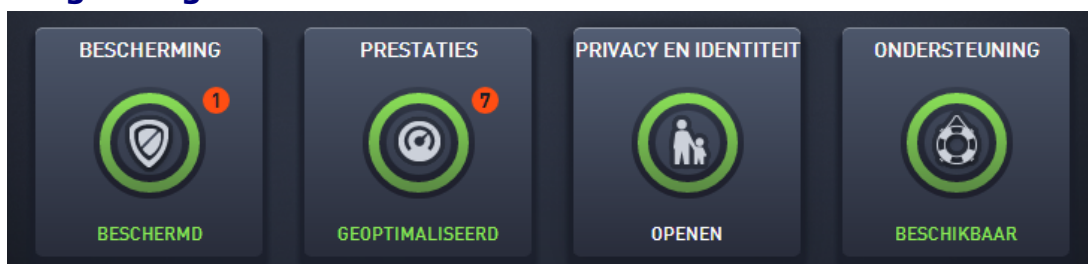 BESCHERMING
1
BESCHERMD
PRESTATIES
7
GEOPTIMALISEERD
PRIVACY EN IDENTITEIT
OPENEN
ONDERSTEUNING
BESCHIKBAAR